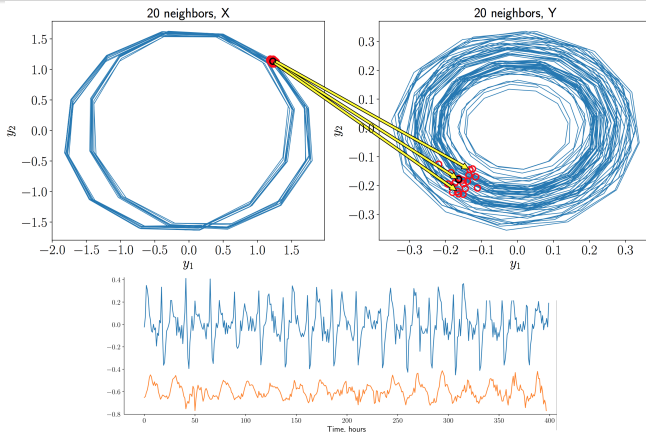 20 neighbors, X
1.5
1.0
0.5
0.0
−0.5
−1.0
−1.5
y2
−2.0 −1.5 −1.0 −0.5 0.0 0.5 1.0 1.5
y1
20 neighbors, Y
0.3
0.2
0.1
0.0
−0.1
−0.2
−0.3
y2
−0.3 −0.2 −0.1 0.0 0.1 0.2 0.3
y1
0.4
0.2
0.0
−0.2
−0.4
−0.6
−0.8
0 50 100 150 200 250 300 350 400
Time, hours